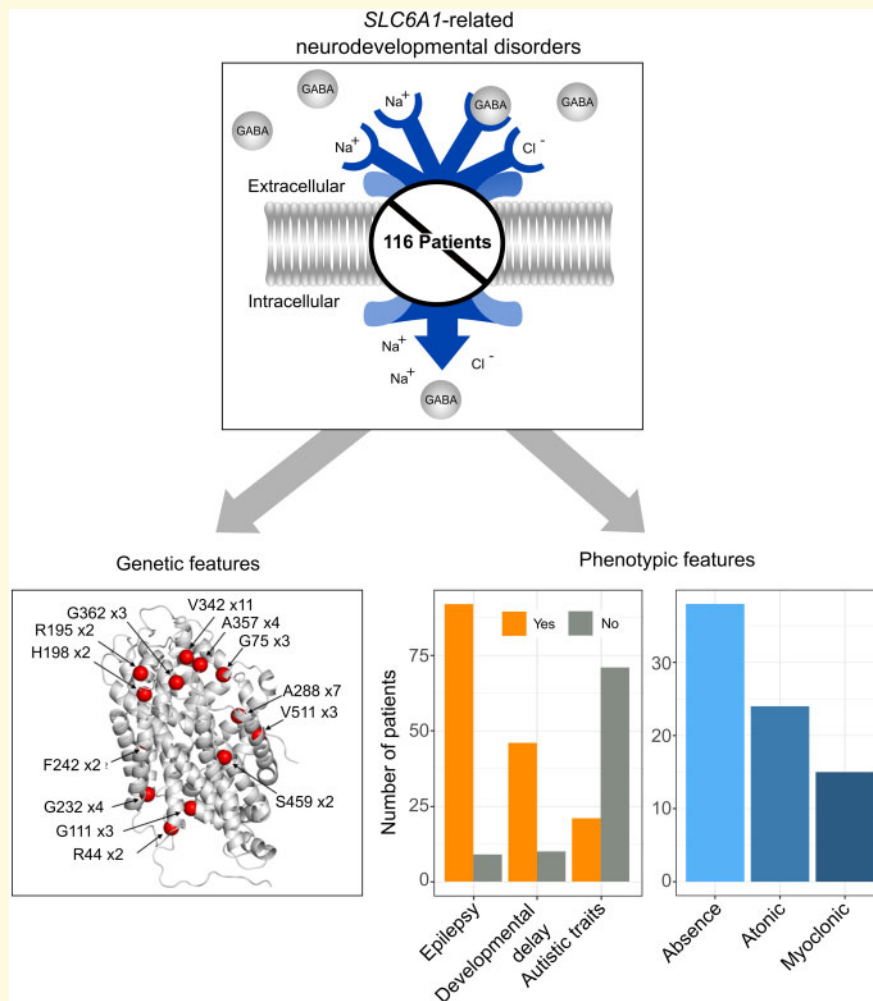 SLC6A1-related
neurodevelopmental disorders
GABA
GABA
GABA
GABA
Na+
Na+
Cl -
Extracellular
116 Patients
Intracellular
Na+
Cl -
Na+
GABA
Genetic features
V342 x11
G362 x3
A357 x4
R195 x2
G75 x3
H198 x2
A288 x7
V511 x3
F242 x2
S459 x2
G232 x4
G111 x3
R44 x2
Phenotypic features
Yes
No
Number of patients
75
50
25
0
Epilepsy
Developmental
delay
Autistic traits
30
20
10
0
Absence
Atonic
Myoclonic